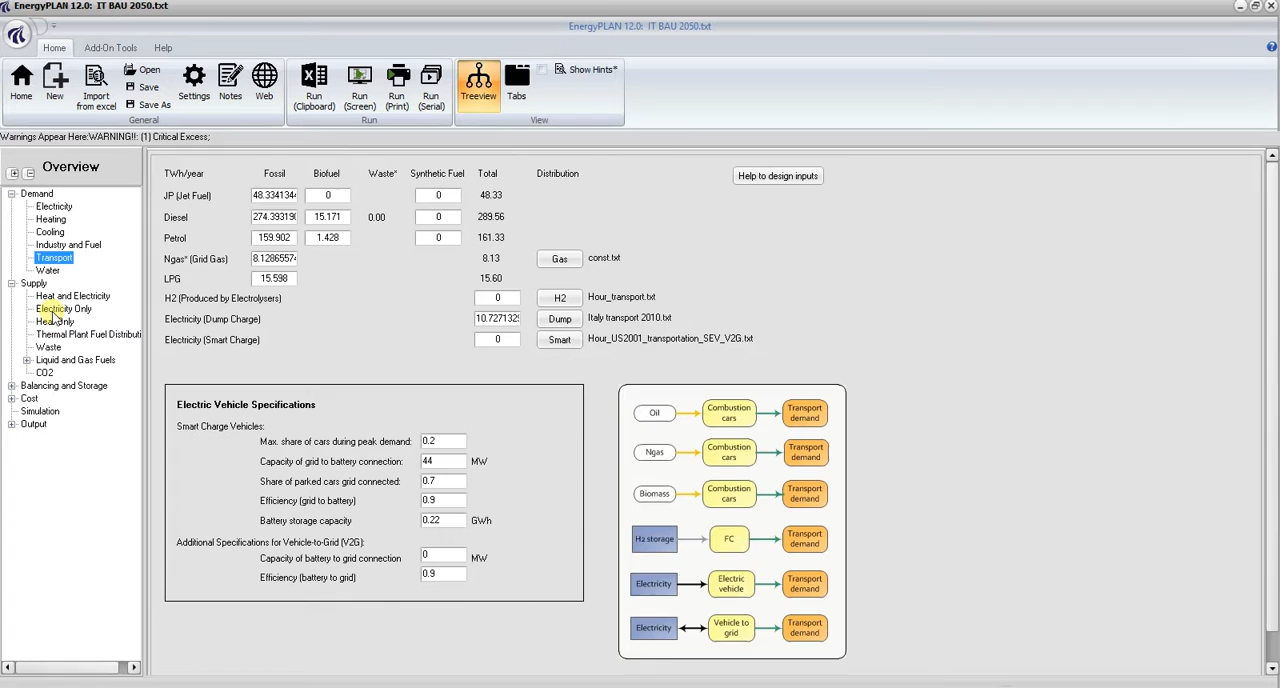 EnergyPLAN 12.0: IT BAU 2050.txt
EnergyPLAN 12.0: IT BAU 2050.txt
Home Add-On Tools Help
Home New Import from excel Open Save Save As Settings Notes Web
General
Run (Clipboard) Run (Screen) Run (Print) Run (Serial)
Run
Treeview Tabs Show Hints*
View
Warnings Appear Here:WARNING!!: (1) Critical Excess;
Overview
Demand
Electricity
Heating
Cooling
Industry and Fuel
Transport
Water
Supply
Heat and Electricity
Electricity Only
Heat Only
Thermal Plant Fuel Distributi
Waste
Liquid and Gas Fuels
CO2
Balancing and Storage
Cost
Simulation
Output
TWh/year Fossil Biofuel Waste* Synthetic Fuel Total Distribution
Help to design inputs
JP (Jet Fuel) 48.3341344 0 0 48.33
Diesel 274.393190 15.171 0.00 0 289.56
Petrol 159.902 1.428 0 161.33
Ngas* (Grid Gas) 8.12865574 8.13 Gas const.txt
LPG 15.598 15.60
H2 (Produced by Electrolysers) 0 H2 Hour_transport.txt
Electricity (Dump Charge) 10.7271329 Dump Italy transport 2010.txt
Electricity (Smart Charge) 0 Smart Hour_US2001_transportation_SEV_V2G.txt
Electric Vehicle Specifications
Smart Charge Vehicles:
Max. share of cars during peak demand: 0.2
Capacity of grid to battery connection: 44 MW
Share of parked cars grid connected: 0.7
Efficiency (grid to battery) 0.9
Battery storage capacity 0.22 GWh
Additional Specifications for Vehicle-to-Grid (V2G):
Capacity of battery to grid connection 0 MW
Efficiency (battery to grid) 0.9
Oil Combustion cars Transport demand
Ngas Combustion cars Transport demand
Biomass Combustion cars Transport demand
H2 storage FC Transport demand
Electricity Electric vehicle Transport demand
Electricity Vehicle to grid Transport demand